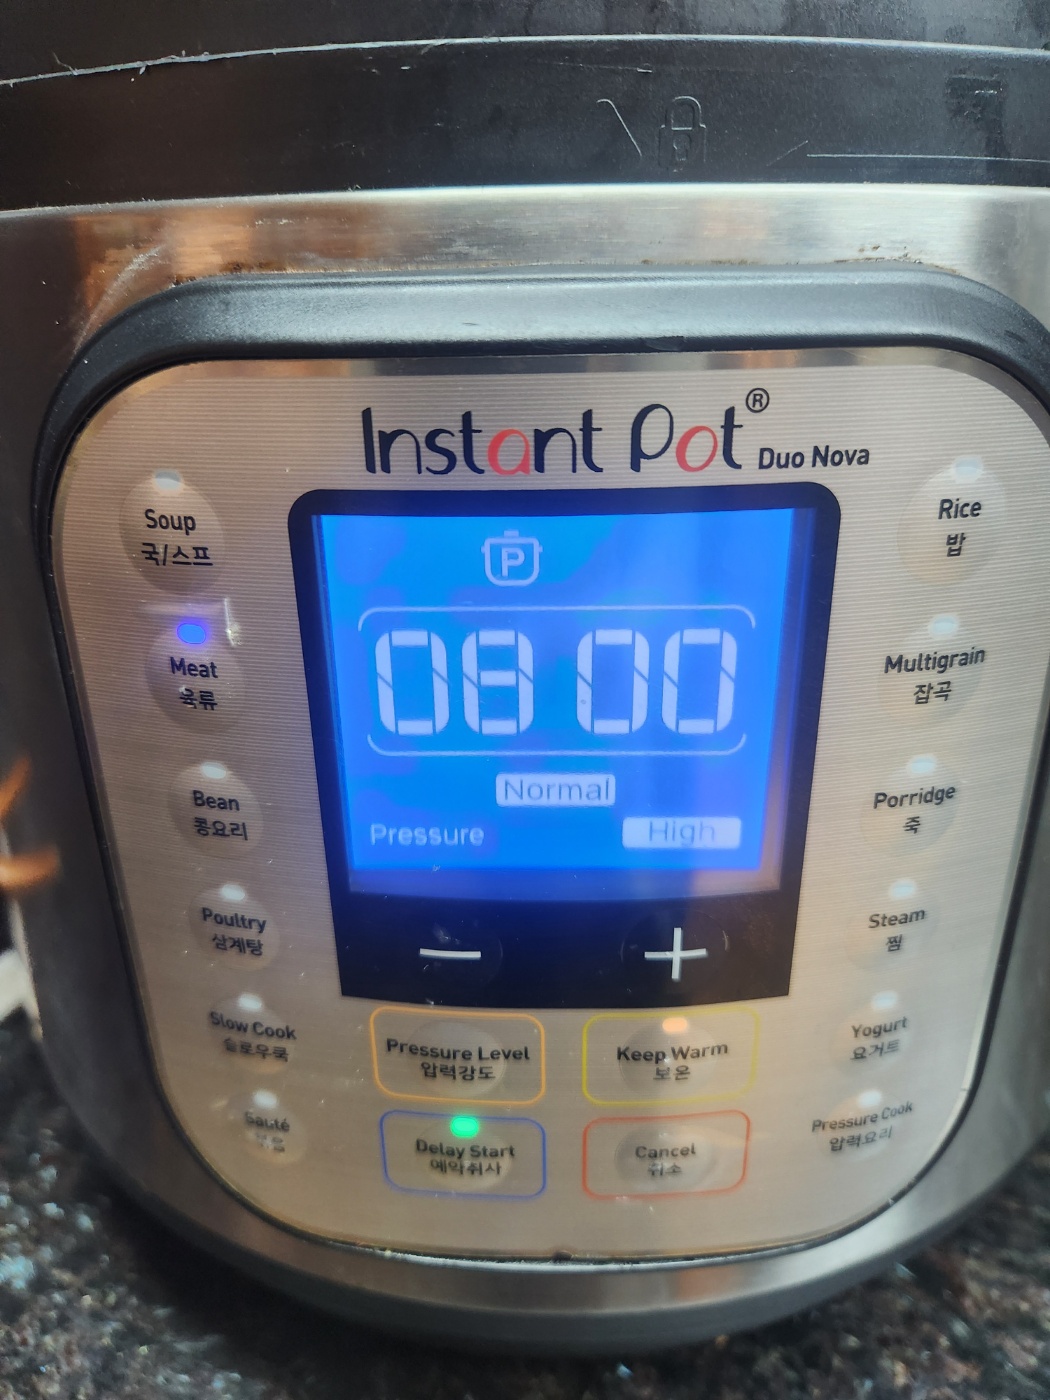 Instant Pot® Duo Nova
Soup
국/스프
Meat
육류
Bean
콩요리
Poultry
삼계탕
Slow Cook
슬로우쿡
Sauté
볶음
P
08 00
Normal
Pressure High
− +
Pressure Level
압력강도
Keep Warm
보온
Delay Start
예약취사
Cancel
취소
Rice
밥
Multigrain
잡곡
Porridge
죽
Steam
찜
Yogurt
요거트
Pressure Cook
압력요리